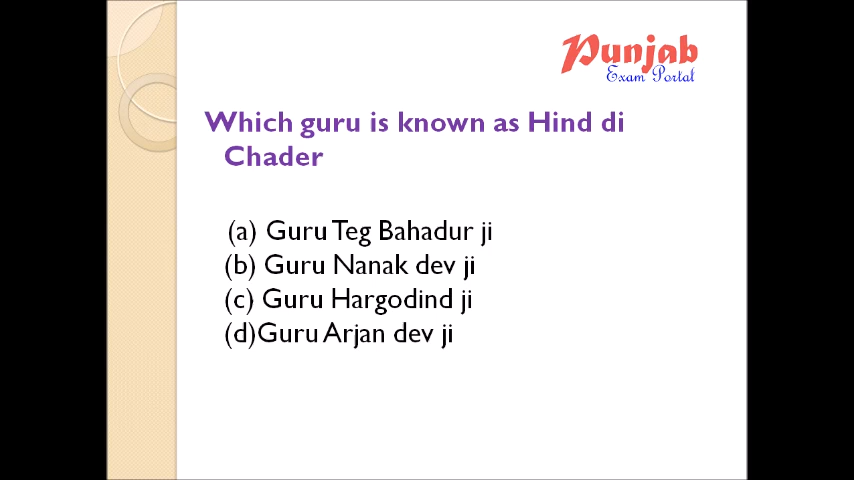 Punjab
Exam Portal
Which guru is known as Hind di
Chader
(a) Guru Teg Bahadur ji
(b) Guru Nanak dev ji
(c) Guru Hargodind ji
(d)Guru Arjan dev ji